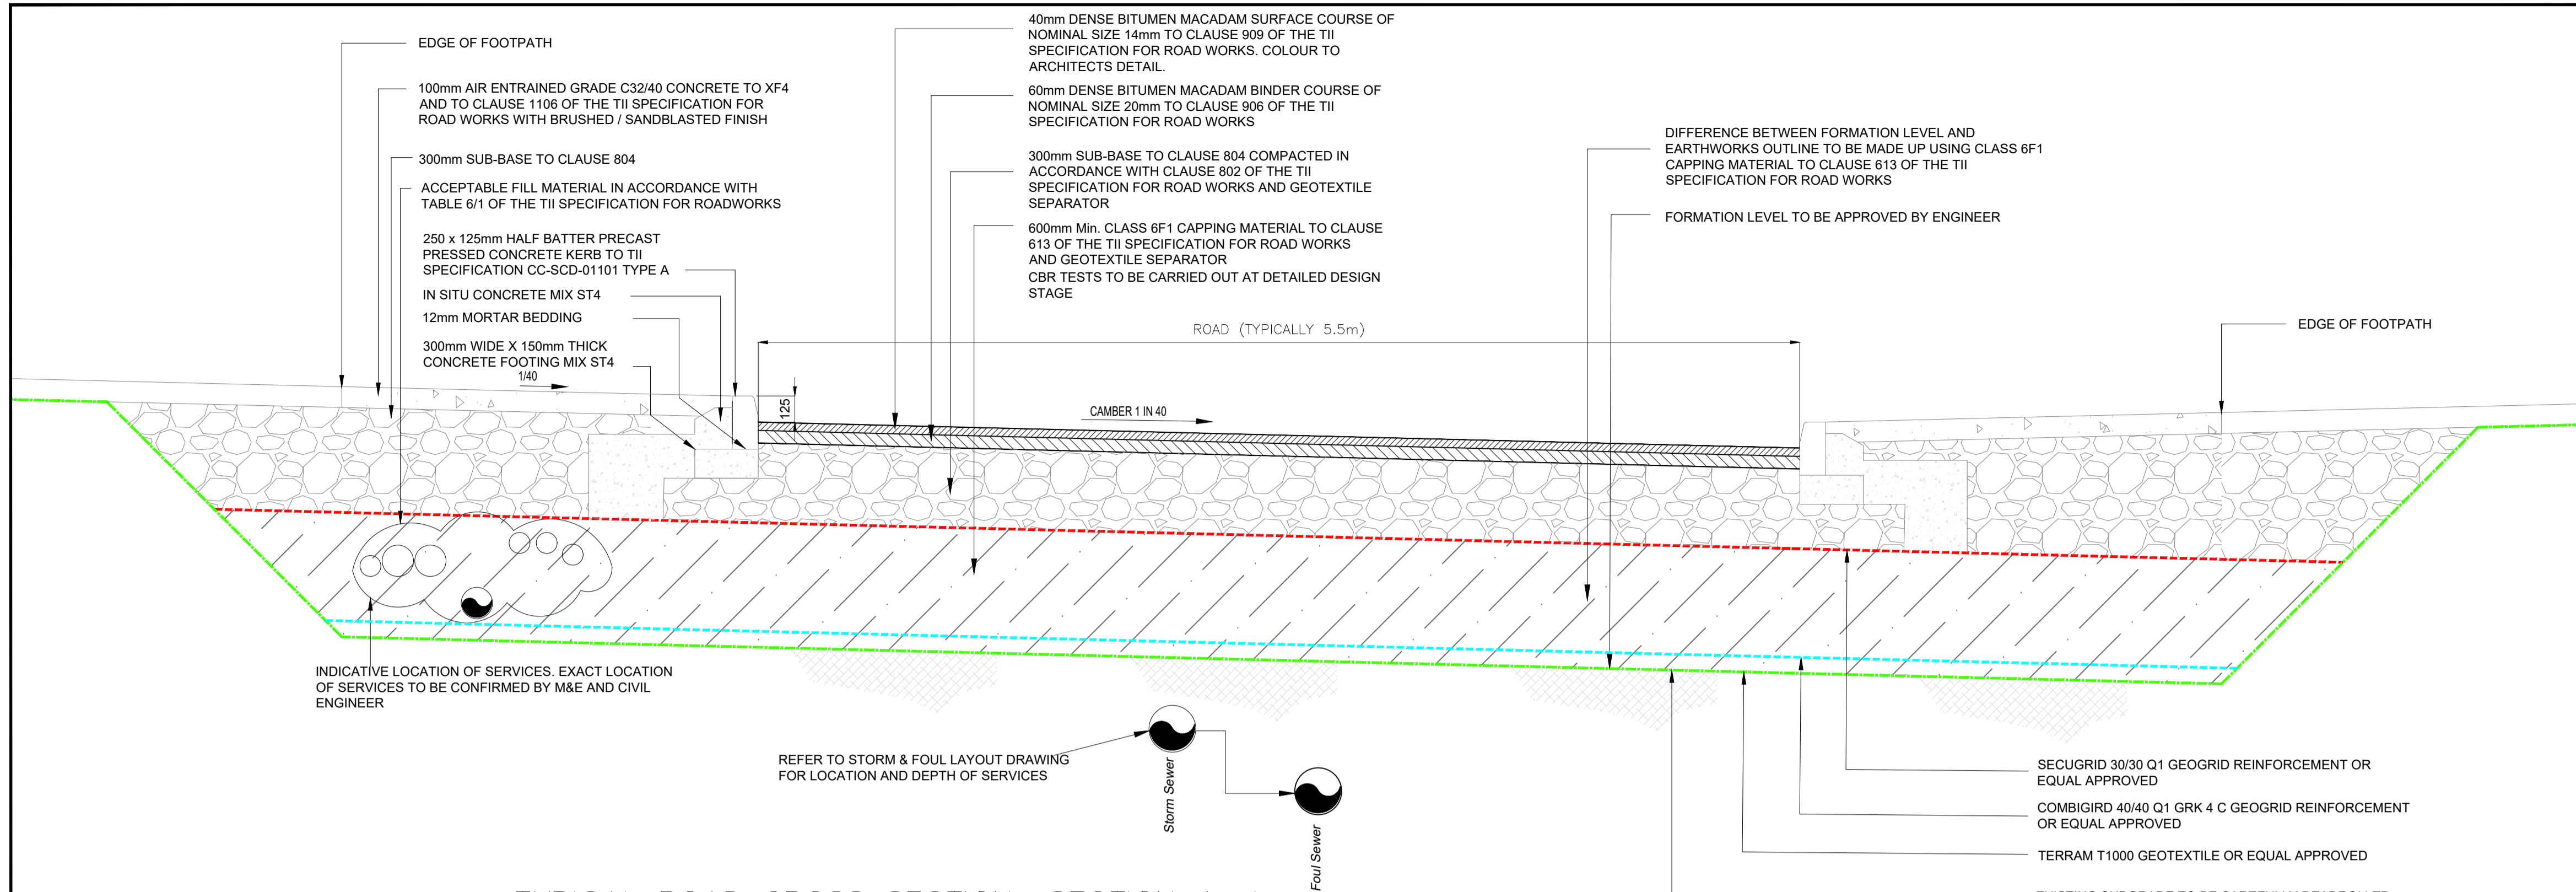 EDGE OF FOOTPATH
100mm AIR ENTRAINED GRADE C32/40 CONCRETE TO XF4
AND TO CLAUSE 1106 OF THE TII SPECIFICATION FOR
ROAD WORKS WITH BRUSHED / SANDBLASTED FINISH
300mm SUB-BASE TO CLAUSE 804
ACCEPTABLE FILL MATERIAL IN ACCORDANCE WITH
TABLE 6/1 OF THE TII SPECIFICATION FOR ROADWORKS
250 x 125mm HALF BATTER PRECAST
PRESSED CONCRETE KERB TO TII
SPECIFICATION CC-SCD-01101 TYPE A
IN SITU CONCRETE MIX ST4
12mm MORTAR BEDDING
300mm WIDE X 150mm THICK
CONCRETE FOOTING MIX ST4
1/40
40mm DENSE BITUMEN MACADAM SURFACE COURSE OF
NOMINAL SIZE 14mm TO CLAUSE 909 OF THE TII
SPECIFICATION FOR ROAD WORKS. COLOUR TO
ARCHITECTS DETAIL.
60mm DENSE BITUMEN MACADAM BINDER COURSE OF
NOMINAL SIZE 20mm TO CLAUSE 906 OF THE TII
SPECIFICATION FOR ROAD WORKS
300mm SUB-BASE TO CLAUSE 804 COMPACTED IN
ACCORDANCE WITH CLAUSE 802 OF THE TII
SPECIFICATION FOR ROAD WORKS AND GEOTEXTILE
SEPARATOR
600mm Min. CLASS 6F1 CAPPING MATERIAL TO CLAUSE
613 OF THE TII SPECIFICATION FOR ROAD WORKS
AND GEOTEXTILE SEPARATOR
CBR TESTS TO BE CARRIED OUT AT DETAILED DESIGN
STAGE
DIFFERENCE BETWEEN FORMATION LEVEL AND
EARTHWORKS OUTLINE TO BE MADE UP USING CLASS 6F1
CAPPING MATERIAL TO CLAUSE 613 OF THE TII
SPECIFICATION FOR ROAD WORKS
FORMATION LEVEL TO BE APPROVED BY ENGINEER
ROAD (TYPICALLY 5.5m)
EDGE OF FOOTPATH
125
CAMBER 1 IN 40
INDICATIVE LOCATION OF SERVICES. EXACT LOCATION
OF SERVICES TO BE CONFIRMED BY M&E AND CIVIL
ENGINEER
REFER TO STORM & FOUL LAYOUT DRAWING
FOR LOCATION AND DEPTH OF SERVICES
Storm Sewer
Foul Sewer
SECUGRID 30/30 Q1 GEOGRID REINFORCEMENT OR
EQUAL APPROVED
COMBIGIRD 40/40 Q1 GRK 4 C GEOGRID REINFORCEMENT
OR EQUAL APPROVED
TERRAM T1000 GEOTEXTILE OR EQUAL APPROVED